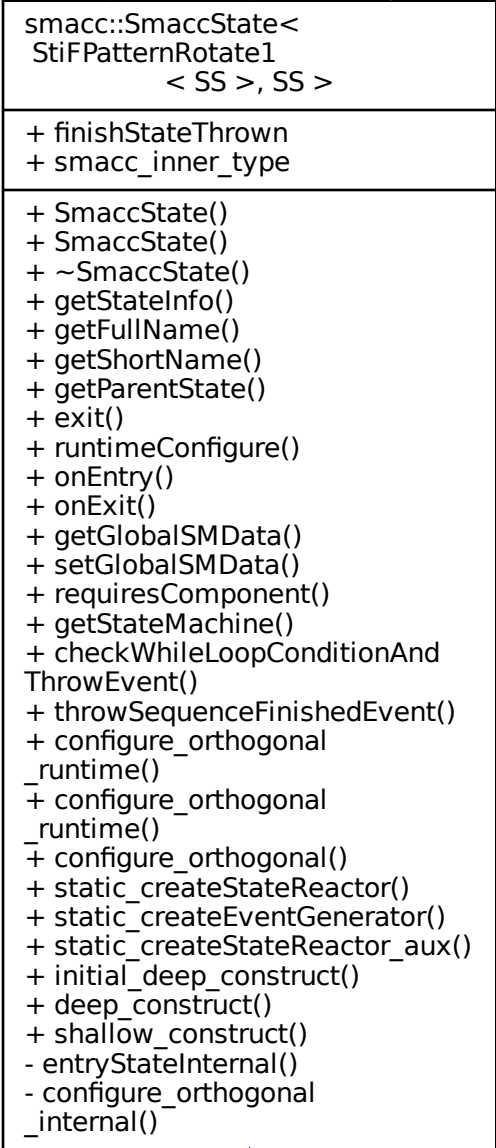 smacc::SmaccState<
StiFPatternRotate1
< SS >, SS >
+ finishStateThrown
+ smacc_inner_type
+ SmaccState()
+ SmaccState()
+ ~SmaccState()
+ getStateInfo()
+ getFullName()
+ getShortName()
+ getParentState()
+ exit()
+ runtimeConfigure()
+ onEntry()
+ onExit()
+ getGlobalSMData()
+ setGlobalSMData()
+ requiresComponent()
+ getStateMachine()
+ checkWhileLoopConditionAnd
ThrowEvent()
+ throwSequenceFinishedEvent()
+ configure_orthogonal
_runtime()
+ configure_orthogonal
_runtime()
+ configure_orthogonal()
+ static_createStateReactor()
+ static_createEventGenerator()
+ static_createStateReactor_aux()
+ initial_deep_construct()
+ deep_construct()
+ shallow_construct()
- entryStateInternal()
- configure_orthogonal
_internal()